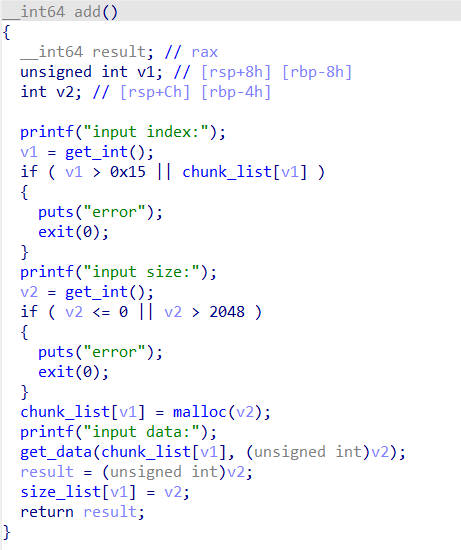 __int64 add()
{
  __int64 result; // rax
  unsigned int v1; // [rsp+8h] [rbp-8h]
  int v2; // [rsp+Ch] [rbp-4h]

  printf("input index:");
  v1 = get_int();
  if ( v1 > 0x15 || chunk_list[v1] )
  {
    puts("error");
    exit(0);
  }
  printf("input size:");
  v2 = get_int();
  if ( v2 <= 0 || v2 > 2048 )
  {
    puts("error");
    exit(0);
  }
  chunk_list[v1] = malloc(v2);
  printf("input data:");
  get_data(chunk_list[v1], (unsigned int)v2);
  result = (unsigned int)v2;
  size_list[v1] = v2;
  return result;
}